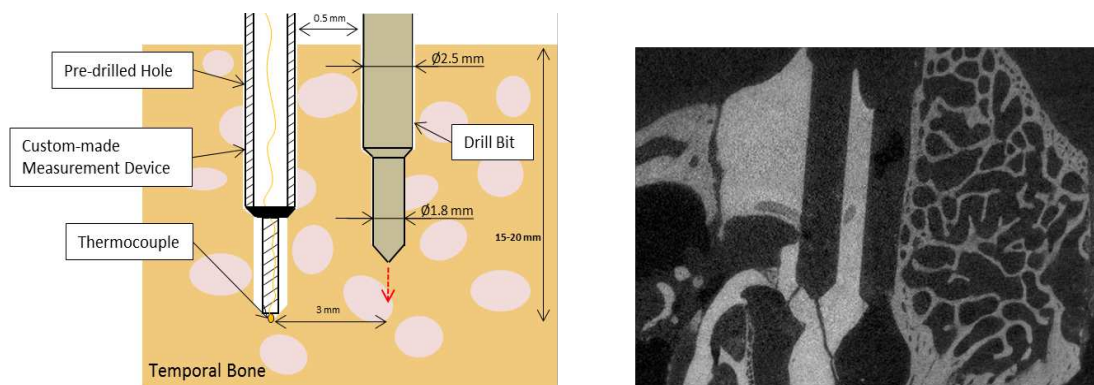 0.5 mm
Pre-drilled Hole
Ø2.5 mm
Custom-made
Measurement Device
Drill Bit
Ø1.8 mm
Thermocouple
15-20 mm
3 mm
Temporal Bone